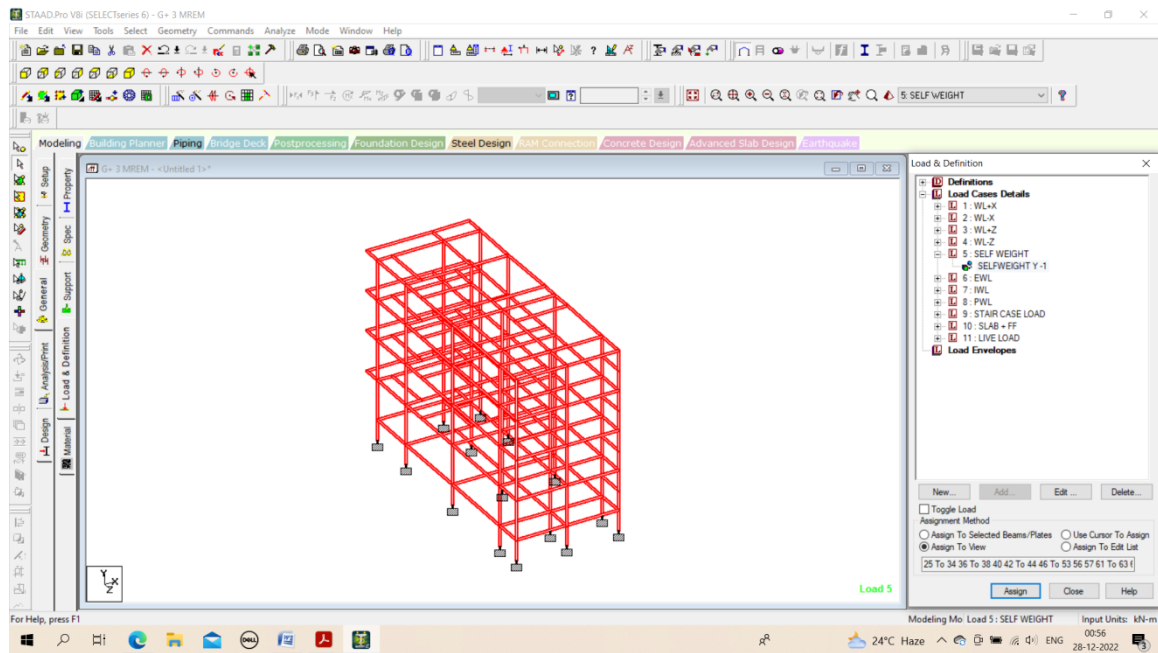 STAAD.Pro V8i (SELECTseries 6) - G+ 3 MREM
File Edit View Tools Select Geometry Commands Analyze Mode Window Help
5: SELF WEIGHT
Modeling Building Planner Piping Bridge Deck Postprocessing Foundation Design Steel Design RAM Connection Concrete Design Advanced Slab Design Earthquake
Setup
Geometry
General
Analysis/Print
Design
Property
Spec
Support
Load & Definition
Material
G+ 3 MREM - <Untitled 1>*
Y
X
Z
Load 5
Load & Definition
Definitions
Load Cases Details
1 : WL+X
2 : WL-X
3 : WL+Z
4 : WL-Z
5 : SELF WEIGHT
SELFWEIGHT Y -1
6 : EWL
7 : IWL
8 : PWL
9 : STAIR CASE LOAD
10 : SLAB + FF
11 : LIVE LOAD
Load Envelopes
New... Add... Edit ... Delete...
Toggle Load
Assignment Method
Assign To Selected Beams/Plates Use Cursor To Assign
Assign To View Assign To Edit List
25 To 34 36 To 38 40 42 To 44 46 To 53 56 57 61 To 63
Assign Close Help
For Help, press F1
Modeling Mo Load 5 : SELF WEIGHT Input Units: kN-m
DELL
24°C Haze ENG
00:56
28-12-2022
3